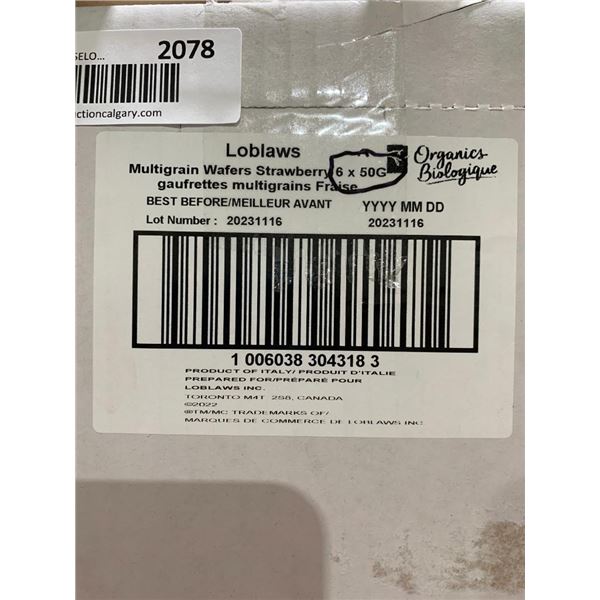 SELO... 2078
ctioncalgary.com
Loblaws
Multigrain Wafers Strawberry 6 x 50G
gaufrettes multigrains Fraise
Organics
Biologique
BEST BEFORE/MEILLEUR AVANT YYYY MM DD
Lot Number : 20231116 20231116
1 006038 304318 3
PRODUCT OF ITALY/ PRODUIT D'ITALIE
PREPARED FOR/PRÉPARÉ POUR
LOBLAWS INC.
TORONTO M4T 2S8, CANADA
©2022
®TM/MC TRADEMARKS OF/
MARQUES DE COMMERCE DE LOBLAWS INC